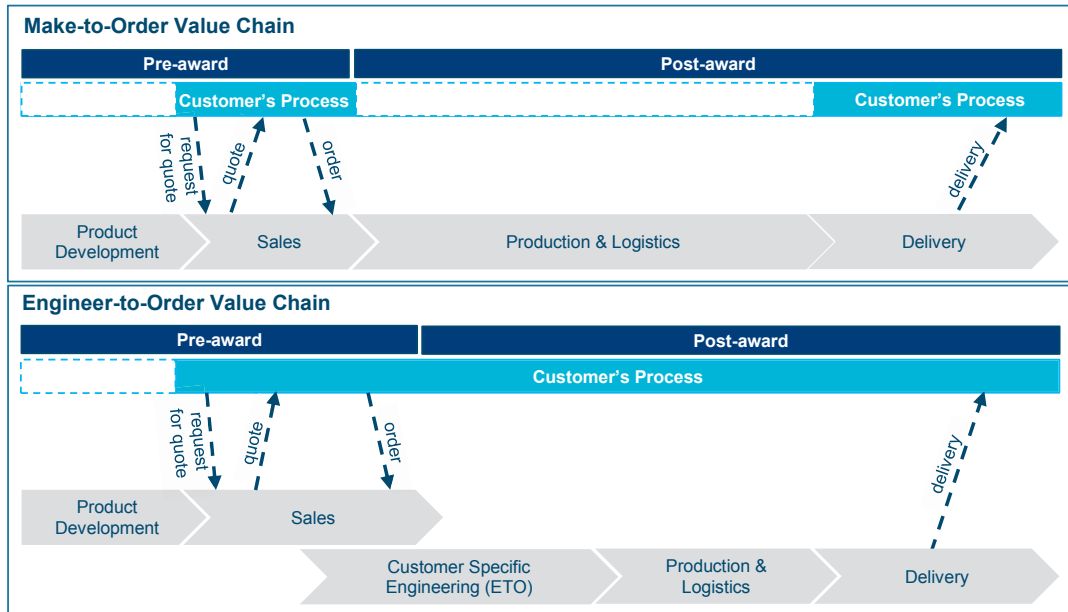 Make-to-Order Value Chain
Pre-award
Post-award
Customer's Process
Customer's Process
request
for quote
quote
order
delivery
Product
Development
Sales
Production & Logistics
Delivery
Engineer-to-Order Value Chain
Pre-award
Post-award
Customer's Process
request
for quote
quote
order
delivery
Product
Development
Sales
Customer Specific
Engineering (ETO)
Production &
Logistics
Delivery